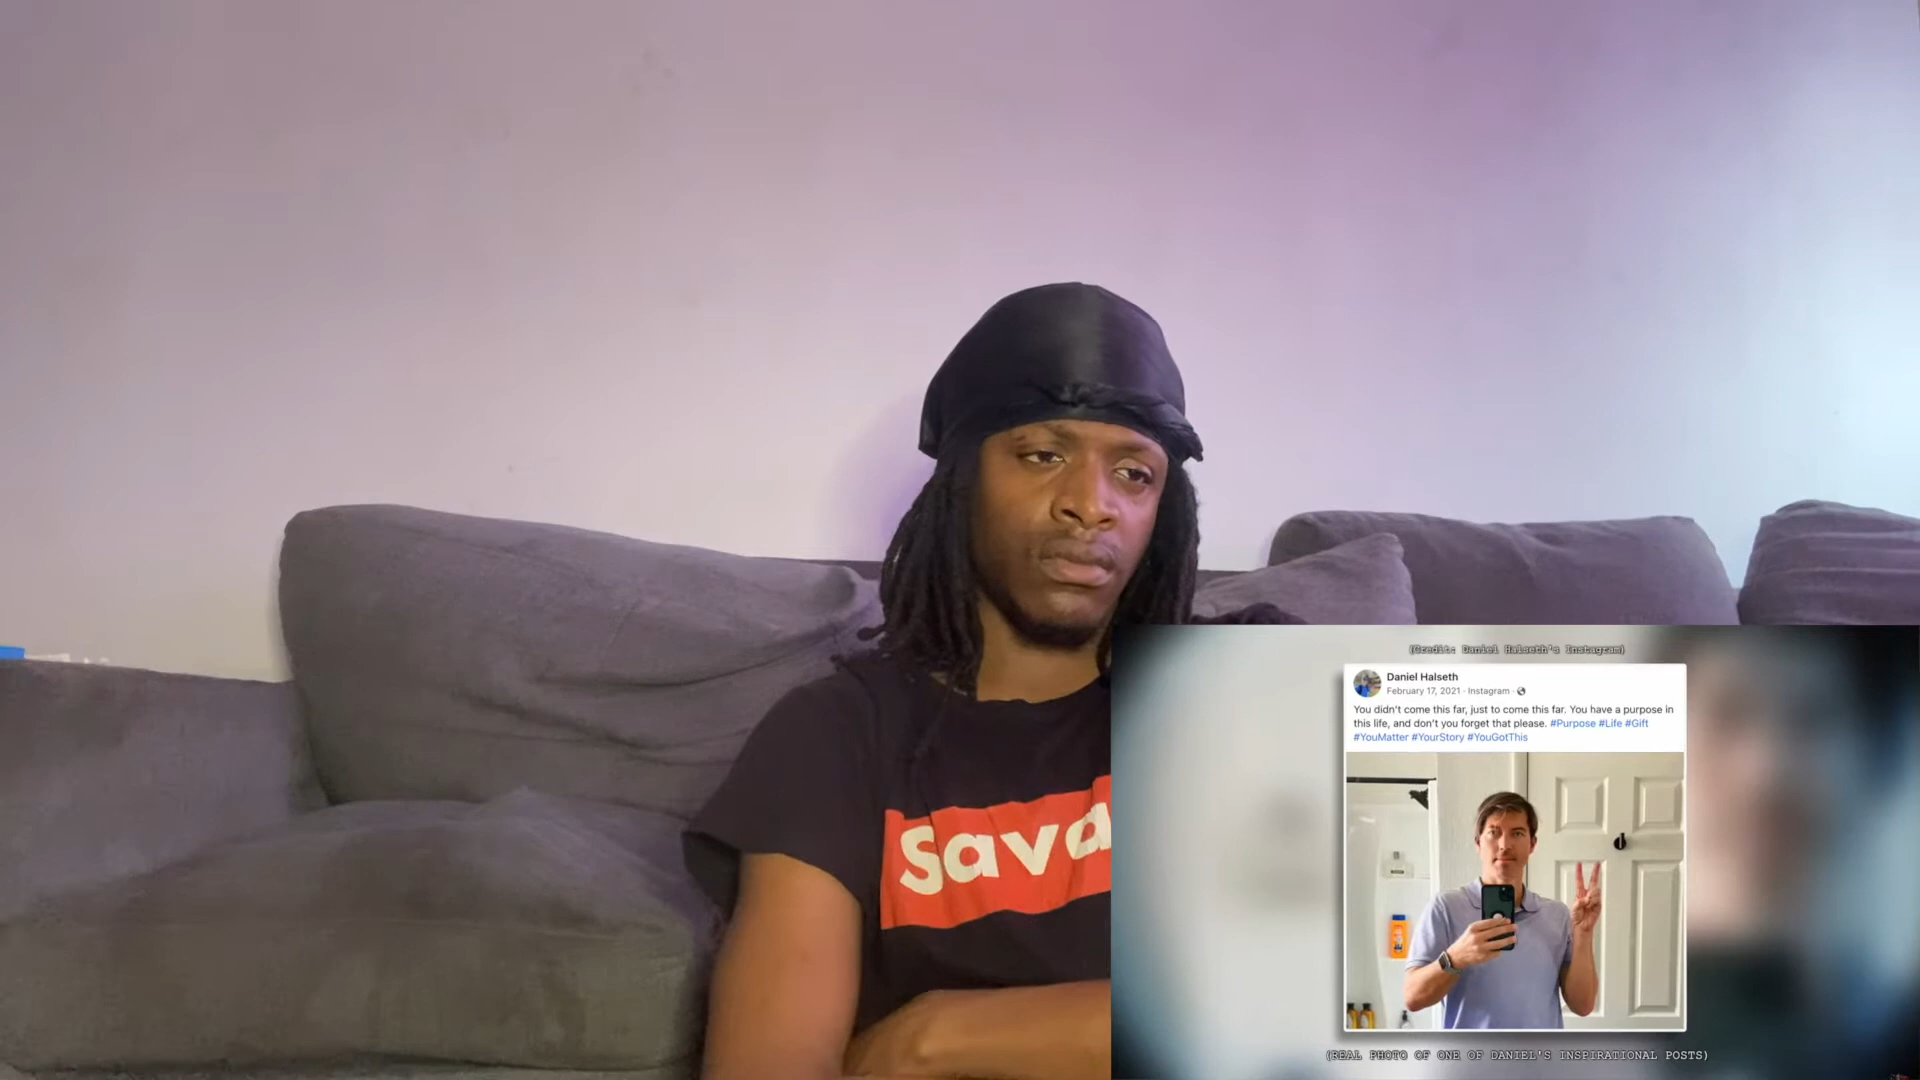 Sava
(Credit: Daniel Halseth's Instagram)
Daniel Halseth
February 17, 2021 · Instagram ·
You didn't come this far, just to come this far. You have a purpose in
this life, and don't you forget that please. #Purpose #Life #Gift
#YouMatter #YourStory #YouGotThis
(REAL PHOTO OF ONE OF DANIEL'S INSPIRATIONAL POSTS)